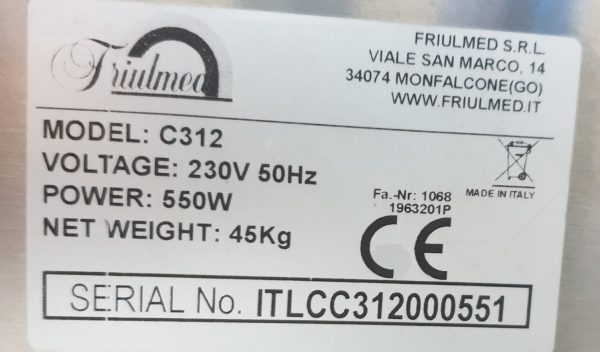 Friulmed
FRIULMED S.R.L.
VIALE SAN MARCO, 14
34074 MONFALCONE(GO)
WWW.FRIULMED.IT
MODEL: C312
VOLTAGE: 230V 50Hz
POWER: 550W
NET WEIGHT: 45Kg
Fa.-Nr: 1068
1963201P
MADE IN ITALY
CE
SERIAL No. ITLCC312000551